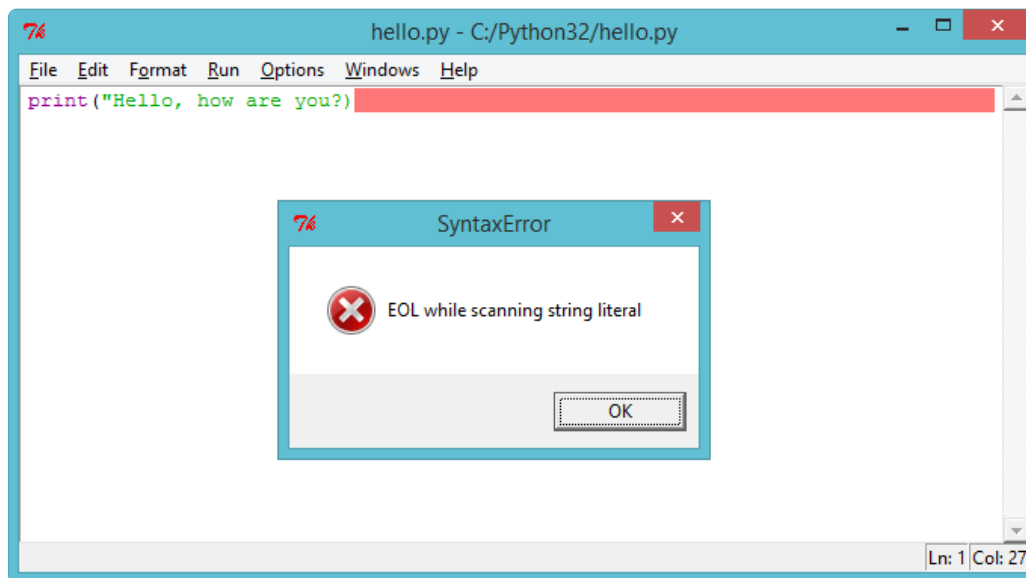 hello.py - C:/Python32/hello.py
File Edit Format Run Options Windows Help
print("Hello, how are you?)
SyntaxError
EOL while scanning string literal
OK
Ln: 1 Col: 27